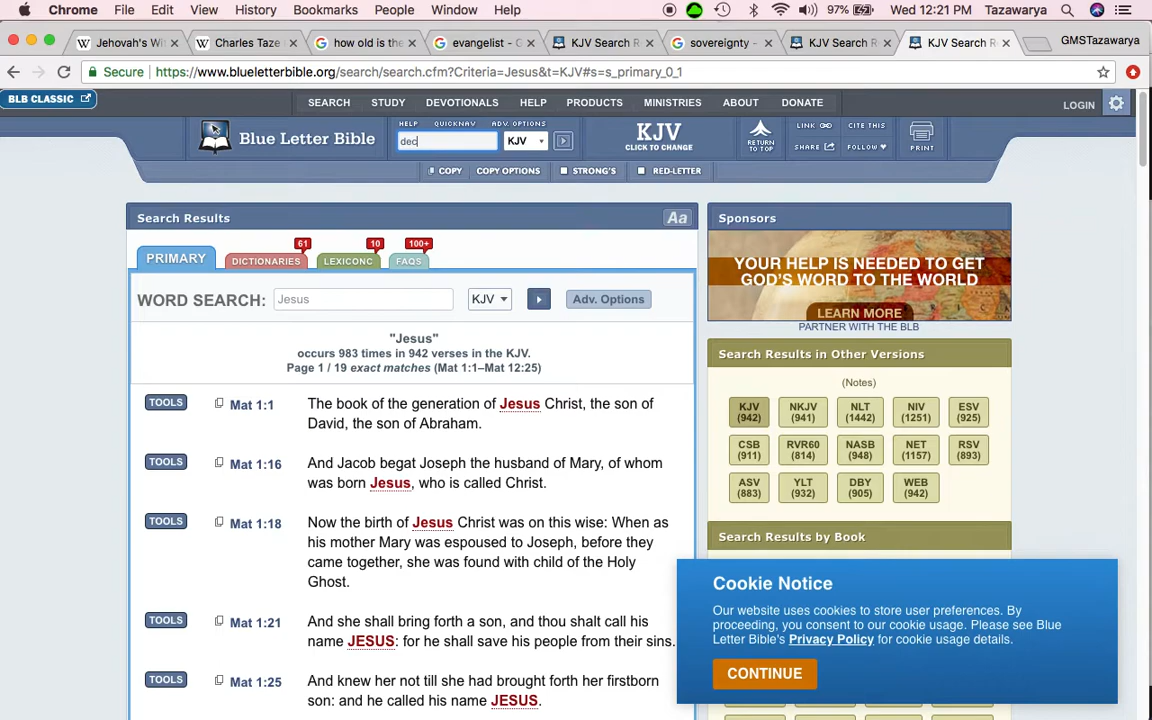 Chrome File Edit View History Bookmarks People Window Help 97% Wed 12:21 PM Tazawarya
Jehovah's Wit Charles Taze how old is the evangelist - G KJV Search R sovereignty - KJV Search R KJV Search R GMSTazawarya
Secure https://www.blueletterbible.org/search/search.cfm?Criteria=Jesus&t=KJV#s=s_primary_0_1
BLB CLASSIC SEARCH STUDY DEVOTIONALS HELP PRODUCTS MINISTRIES ABOUT DONATE LOGIN
HELP QUICKNAV ADV. OPTIONS LINK CITE THIS
Blue Letter Bible dec KJV KJV CLICK TO CHANGE RETURN TO TOP SHARE FOLLOW PRINT
COPY COPY OPTIONS STRONG'S RED-LETTER
Search Results Aa
61 10 100+
PRIMARY DICTIONARIES LEXICONC FAQS
WORD SEARCH: Jesus KJV Adv. Options
"Jesus"
occurs 983 times in 942 verses in the KJV.
Page 1 / 19 exact matches (Mat 1:1–Mat 12:25)
TOOLS Mat 1:1 The book of the generation of Jesus Christ, the son of
David, the son of Abraham.
TOOLS Mat 1:16 And Jacob begat Joseph the husband of Mary, of whom
was born Jesus, who is called Christ.
TOOLS Mat 1:18 Now the birth of Jesus Christ was on this wise: When as
his mother Mary was espoused to Joseph, before they
came together, she was found with child of the Holy
Ghost.
TOOLS Mat 1:21 And she shall bring forth a son, and thou shalt call his
name JESUS: for he shall save his people from their sins.
TOOLS Mat 1:25 And knew her not till she had brought forth her firstborn
son: and he called his name JESUS.
Sponsors
YOUR HELP IS NEEDED TO GET
GOD'S WORD TO THE WORLD
LEARN MORE
PARTNER WITH THE BLB
Search Results in Other Versions
(Notes)
KJV NKJV NLT NIV ESV
(942) (941) (1442) (1251) (925)
CSB RVR60 NASB NET RSV
(911) (814) (948) (1157) (893)
ASV YLT DBY WEB
(883) (932) (905) (942)
Search Results by Book
Cookie Notice
Our website uses cookies to store user preferences. By
proceeding, you consent to our cookie usage. Please see Blue
Letter Bible's Privacy Policy for cookie usage details.
CONTINUE